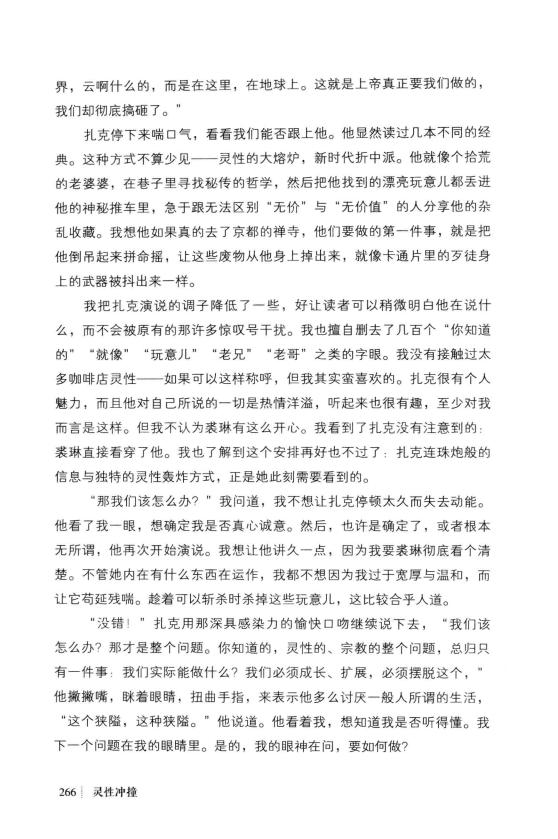 界，云啊什么的，而是在这里，在地球上。这就是上帝真正要我们做的，
我们却彻底搞砸了。”
扎克停下来喘口气，看看我们能否跟上他。他显然读过几本不同的经
典。这种方式不算少见——灵性的大熔炉，新时代折中派。他就像个拾荒
的老婆婆，在巷子里寻找秘传的哲学，然后把他找到的漂亮玩意儿都丢进
他的神秘推车里，急于跟无法区别“无价”与“无价值”的人分享他的杂
乱收藏。我想他如果真的去了京都的禅寺，他们要做的第一件事，就是把
他倒吊起来拼命摇，让这些废物从他身上掉出来，就像卡通片里的歹徒身
上的武器被抖出来一样。
我把扎克演说的调子降低了一些，好让读者可以稍微明白他在说什
么，而不会被原有的那许多惊叹号干扰。我也擅自删去了几百个“你知道
的”“就像”“玩意儿”“老兄”“老哥”之类的字眼。我没有接触过太
多咖啡店灵性——如果可以这样称呼，但我其实蛮喜欢的。扎克很有个人
魅力，而且他对自己所说的一切是热情洋溢，听起来也很有趣，至少对我
而言是这样。但我不认为裘琳有这么开心。我看到了扎克没有注意到的：
裘琳直接看穿了他。我也了解到这个安排再好也不过了：扎克连珠炮般的
信息与独特的灵性轰炸方式，正是她此刻需要看到的。
“那我们该怎么办？”我问道，我不想让扎克停顿太久而失去动能。
他看了我一眼，想确定我是否真心诚意。然后，也许是确定了，或者根本
无所谓，他再次开始演说。我想让他讲久一点，因为我要裘琳彻底看个清
楚。不管她内在有什么东西在运作，我都不想因为我过于宽厚与温和，而
让它苟延残喘。趁着可以斩杀时杀掉这些玩意儿，这比较合乎人道。
“没错！”扎克用那深具感染力的愉快口吻继续说下去，“我们该
怎么办？那才是整个问题。你知道的，灵性的、宗教的整个问题，总归只
有一件事：我们实际能做什么？我们必须成长、扩展，必须摆脱这个，”
他撇撇嘴，眯着眼睛，扭曲手指，来表示他多么讨厌一般人所谓的生活，
“这个狭隘，这种狭隘。”他说道。他看着我，想知道我是否听得懂。我
下一个问题在我的眼睛里。是的，我的眼神在问，要如何做？
266 灵性冲撞